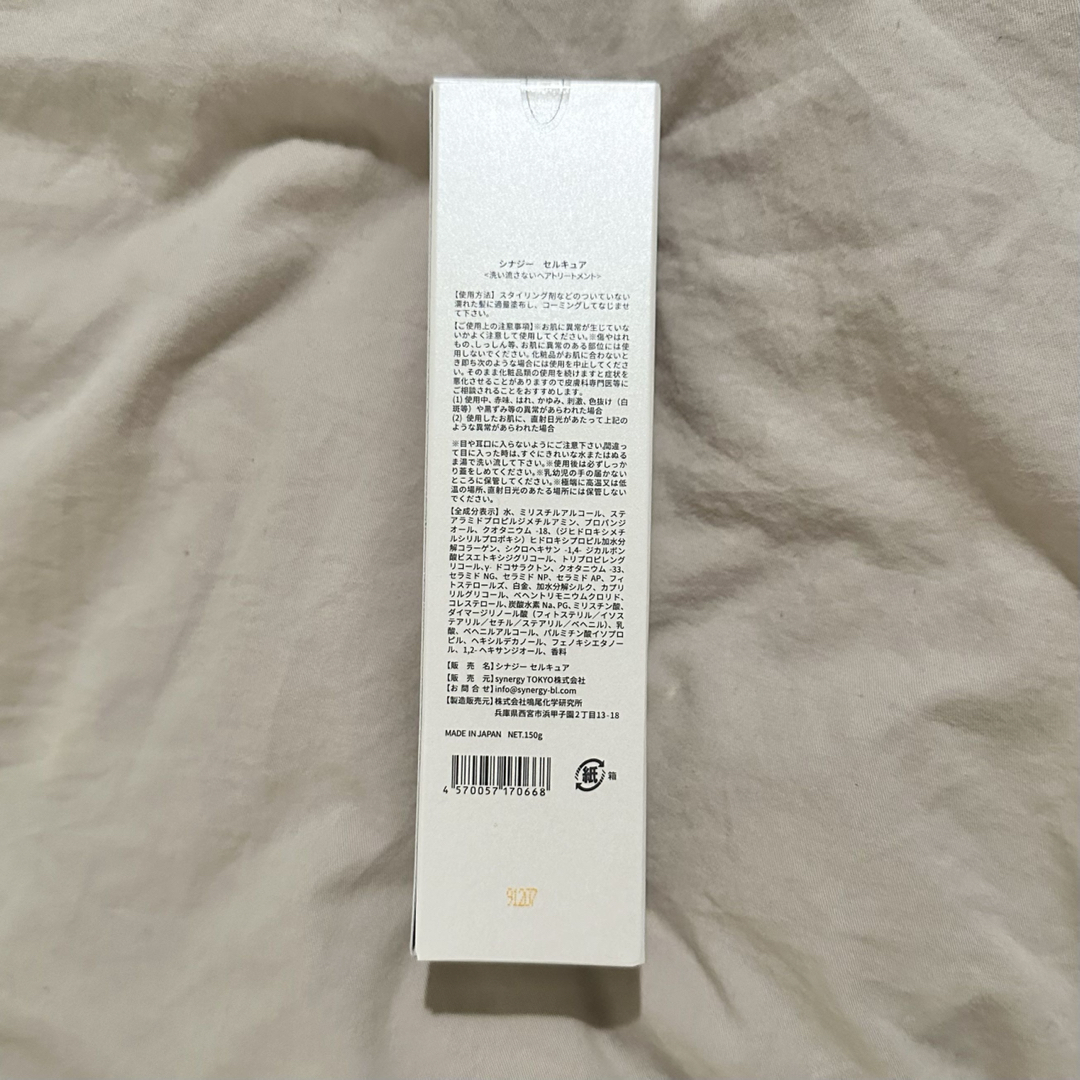 シナジー　セルキュア
<洗い流さないヘアトリートメント>
【使用方法】スタイリング剤などのついていない
濡れた髪に適量塗布し、コーミングしてなじませ
て下さい。
【ご使用上の注意事項】※お肌に異常が生じていな
いかよく注意して使用してください。※傷やはれ
もの、しっしん等、お肌に異常のある部位には使
用しないでください。化粧品がお肌に合わないと
き即ち次のような場合には使用を中止してくださ
い。そのまま化粧品類の使用を続けますと症状を
悪化させることがありますので皮膚科専門医等に
ご相談されることをおすすめします。
(1) 使用中、赤味、はれ、かゆみ、刺激、色抜け（白
斑等）や黒ずみ等の異常があらわれた場合
(2) 使用したお肌に、直射日光があたって上記の
ような異常があらわれた場合
※目や耳口に入らないようにご注意下さい。間違っ
て目に入った時は、すぐにきれいな水またはぬる
ま湯で洗い流して下さい。※使用後は必ずしっか
り蓋をしめてください。※乳幼児の手の届かない
ところに保管してください。※極端に高温又は低
温の場所、直射日光のあたる場所には保管しない
でください。
【全成分表示】水、ミリスチルアルコール、ステ
アラミドプロピルジメチルアミン、プロパンジ
オール、クオタニウム -18、（ジヒドロキシメチ
ルシリルプロポキシ）ヒドロキシプロピル加水分
解コラーゲン、シクロヘキサン -1,4- ジカルボン
酸ビスエトキシジグリコール、トリプロピレング
リコール、γ- ドコサラクトン、クオタニウム -33、
セラミド NG、セラミド NP、セラミド AP、フィ
トステロールズ、白金、加水分解シルク、カプリ
リルグリコール、ベヘントリモニウムクロリド、
コレステロール、炭酸水素 Na、PG、ミリスチン酸、
ダイマージリノール酸（フィトステリル／イソス
テアリル／セチル／ステアリル／ベヘニル）、乳
酸、ベヘニルアルコール、パルミチン酸イソプロ
ピル、ヘキシルデカノール、フェノキシエタノー
ル、1,2- ヘキサンジオール、香料
【販　売　名】シナジー セルキュア
【販　売　元】synergy TOKYO株式会社
【お 問 合 せ】info@synergy-bl.com
【製造販売元】株式会社鳴尾化学研究所
兵庫県西宮市浜甲子園2丁目13-18
MADE IN JAPAN　NET.150g
4 570057 170668
紙 箱
91207